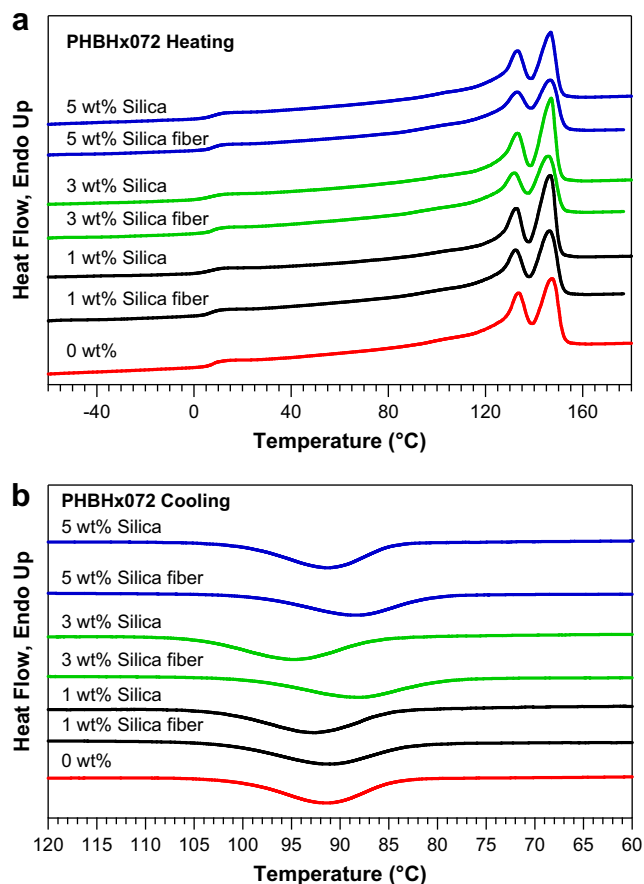 a
PHBHx072 Heating
5 wt% Silica
5 wt% Silica fiber
3 wt% Silica
3 wt% Silica fiber
1 wt% Silica
1 wt% Silica fiber
0 wt%
Heat Flow, Endo Up
-40 0 40 80 120 160
Temperature (°C)
b
PHBHx072 Cooling
5 wt% Silica
5 wt% Silica fiber
3 wt% Silica
3 wt% Silica fiber
1 wt% Silica
1 wt% Silica fiber
0 wt%
Heat Flow, Endo Up
120 115 110 105 100 95 90 85 80 75 70 65 60
Temperature (°C)